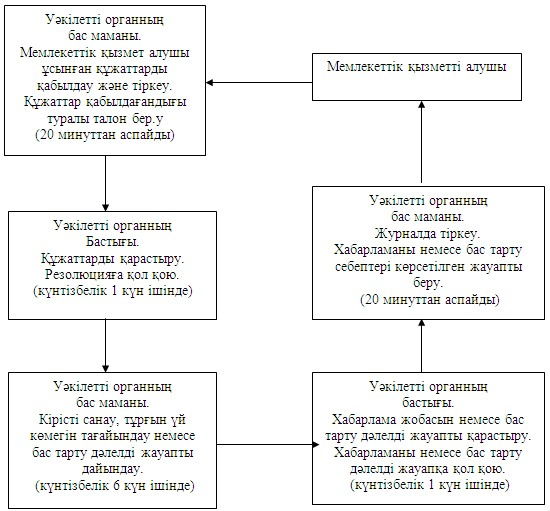 Уәкілетті органның
бас маманы.
Мемлекеттік қызмет алушы
ұсынған құжаттарды
қабылдау және тіркеу.
Құжаттар қабылдағандығы
туралы талон бер.у
(20 минуттан аспайды)
Мемлекеттік қызметті алушы
Уәкілетті органның
Бастығы.
Құжаттарды қарастыру.
Резолюцияға қол қою.
(күнтізбелік 1 күн ішінде)
Уәкілетті органның
бас маманы.
Журналда тіркеу.
Хабарламаны немесе бас тарту
себептері көрсетілген жауапты
беру.
(20 минуттан аспайды)
Уәкілетті органның
бас маманы.
Кірісті санау, тұрғын үй
көмегін тағайындау немесе
бас тарту дәлелді жауапты
дайындау.
(күнтізбелік 6 күн ішінде)
Уәкілетті органның
бастығы.
Хабарлама жобасын немесе бас
тарту дәлелді жауапты қарастыру.
Хабарламаны немесе бас тарту
дәлелді жауапқа қол қою.
(күнтізбелік 1 күн ішінде)